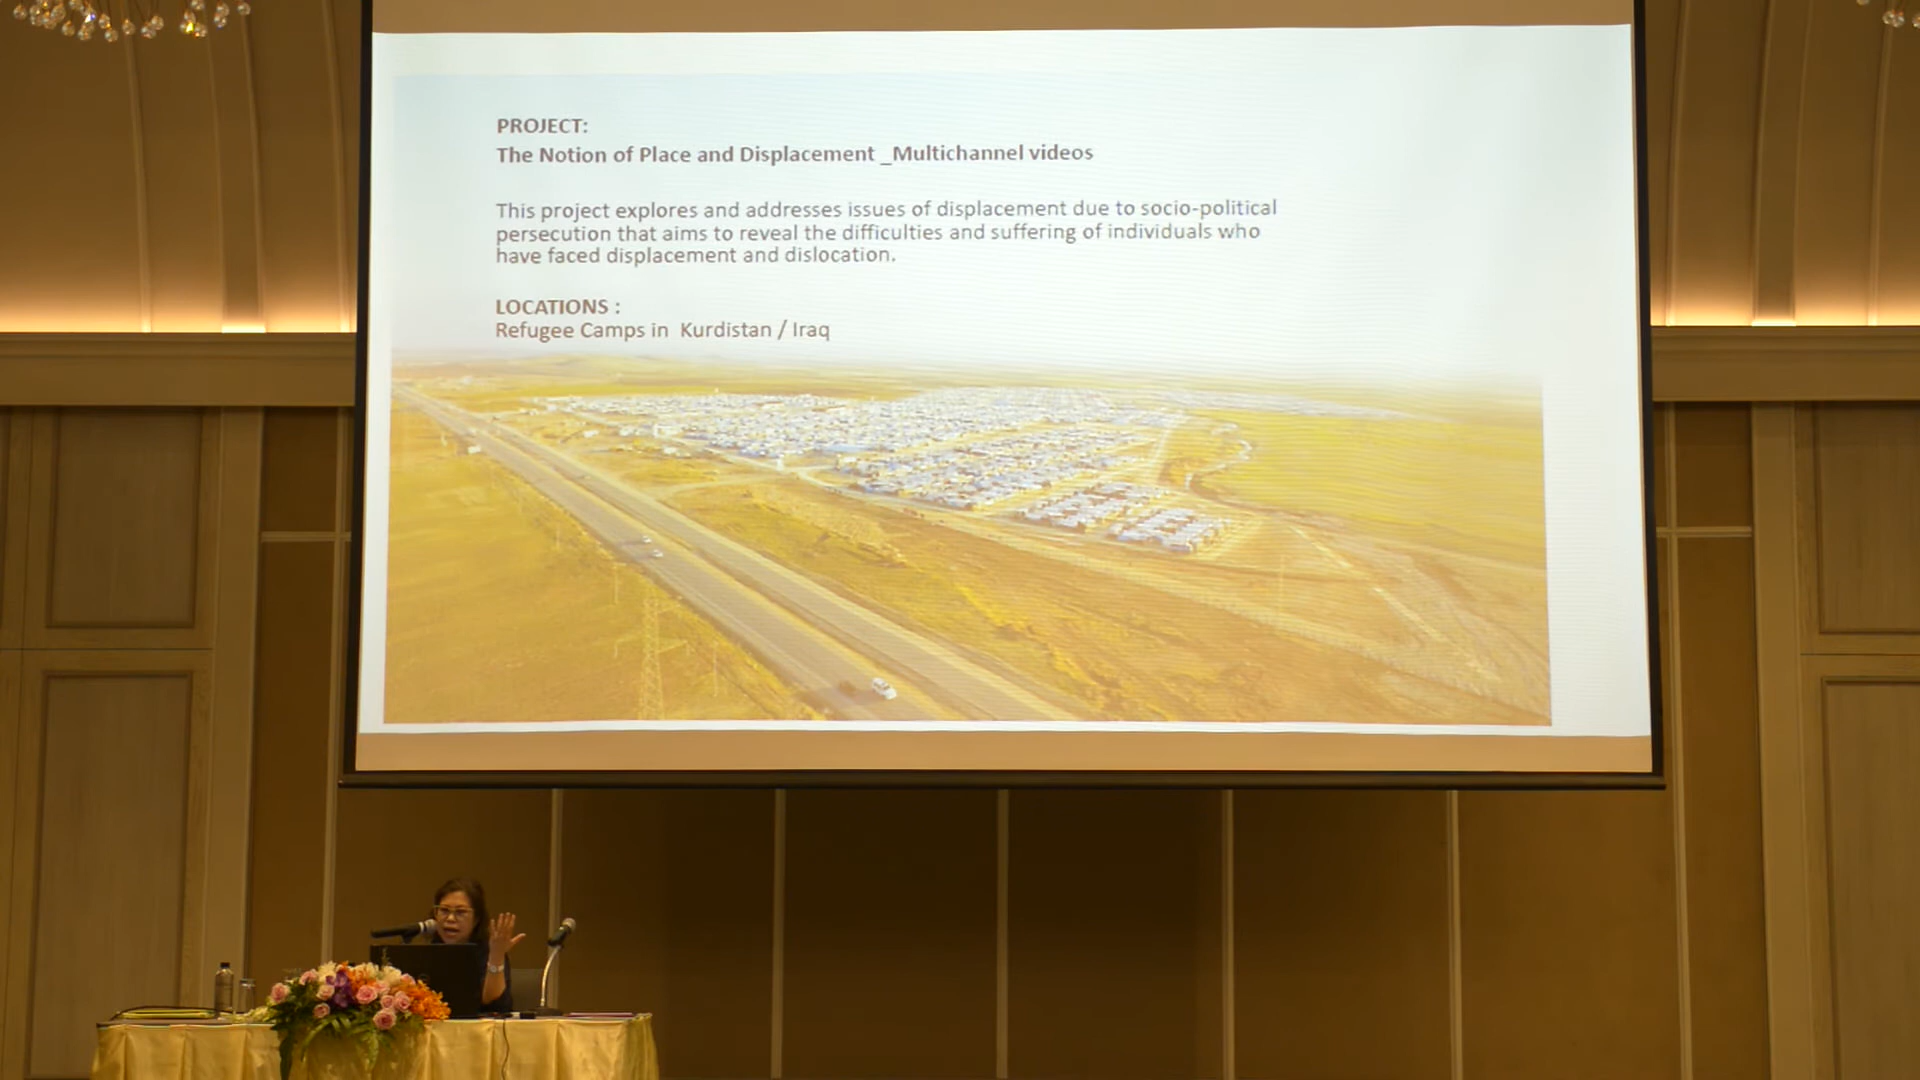 PROJECT:
The Notion of Place and Displacement _Multichannel videos
This project explores and addresses issues of displacement due to socio-political
persecution that aims to reveal the difficulties and suffering of individuals who
have faced displacement and dislocation.
LOCATIONS :
Refugee Camps in  Kurdistan / Iraq